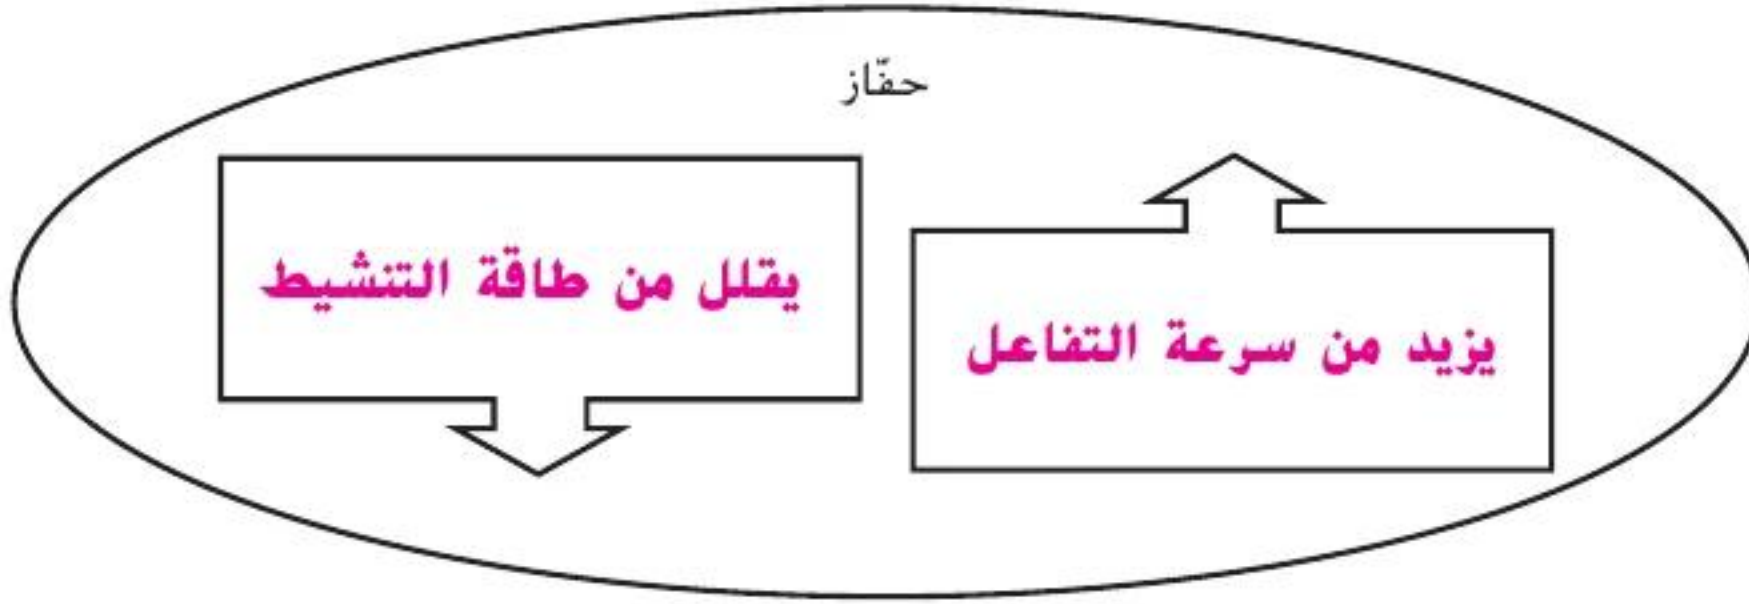 حفّاز
يزيد من سرعة التفاعل
يقلل من طاقة التنشيط